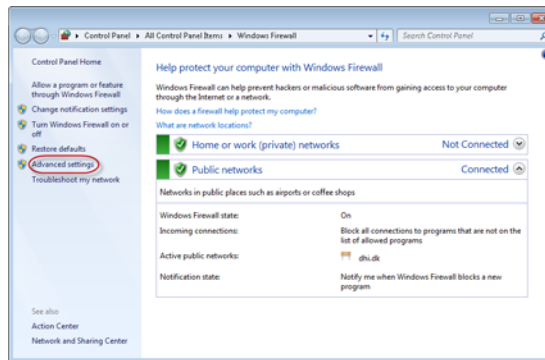 Control Panel ▸ All Control Panel Items ▸ Windows Firewall
Search Control Panel
Control Panel Home
Allow a program or feature
through Windows Firewall
Change notification settings
Turn Windows Firewall on or
off
Restore defaults
Advanced settings
Troubleshoot my network
See also
Action Center
Network and Sharing Center
Help protect your computer with Windows Firewall
Windows Firewall can help prevent hackers or malicious software from gaining access to your computer
through the Internet or a network.
How does a firewall help protect my computer?
What are network locations?
Home or work (private) networks Not Connected
Public networks Connected
Networks in public places such as airports or coffee shops
Windows Firewall state: On
Incoming connections: Block all connections to programs that are not on the
list of allowed programs
Active public networks: dhi.dk
Notification state: Notify me when Windows Firewall blocks a new
program